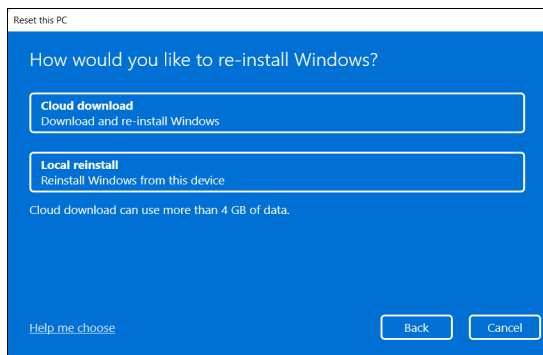 Reset this PC
How would you like to re-install Windows?
Cloud download
Download and re-install Windows
Local reinstall
Reinstall Windows from this device
Cloud download can use more than 4 GB of data.
Help me choose
Back
Cancel